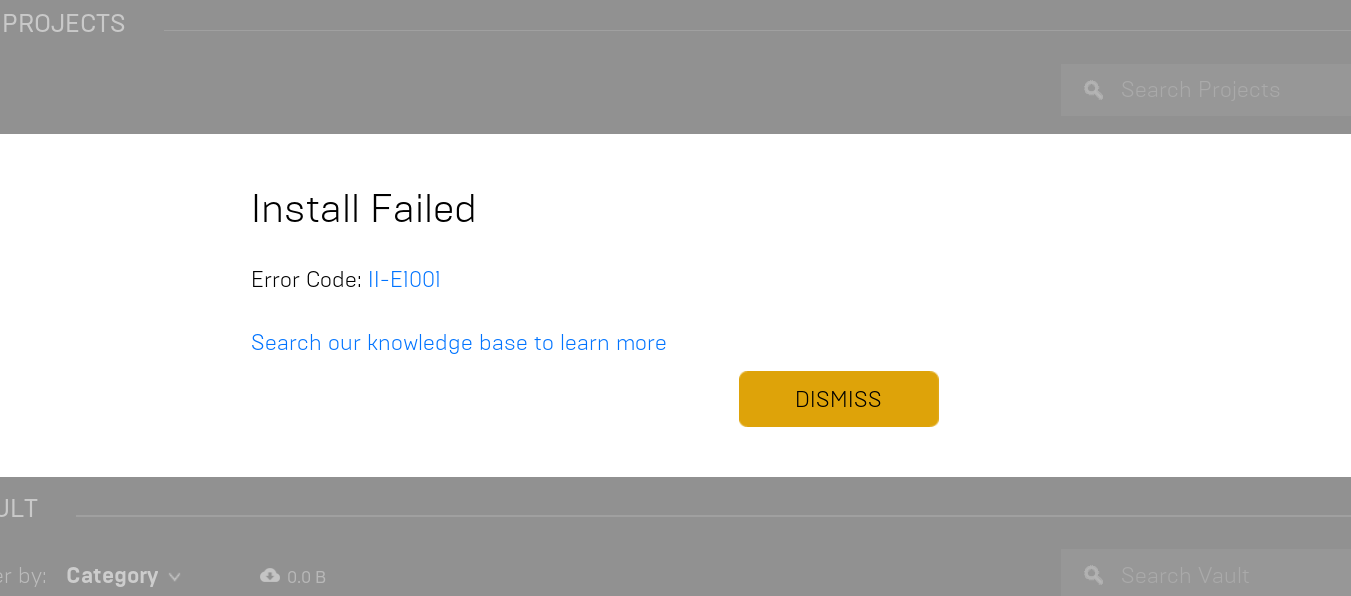 PROJECTS
Search Projects
Install Failed
Error Code: II-E1001
Search our knowledge base to learn more
DISMISS
ULT
er by: Category 0.0 B Search Vault